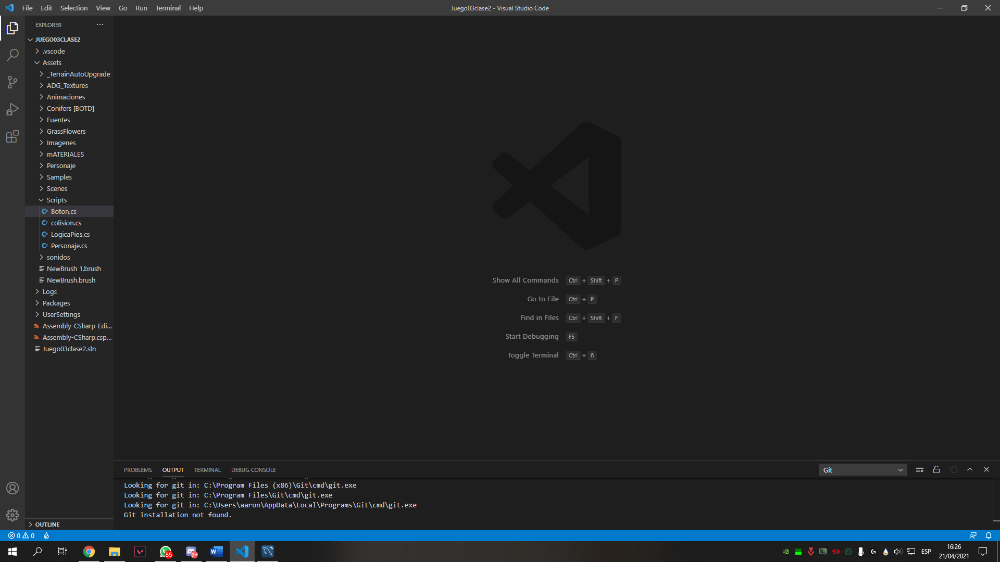 File Edit Selection View Go Run Terminal Help
Juego03clase2 - Visual Studio Code
EXPLORER
JUEGO03CLASE2
.vscode
Assets
_TerrainAutoUpgrade
ADG_Textures
Animaciones
Conifers [BOTD]
Fuentes
GrassFlowers
Imagenes
mATERIALES
Personaje
Samples
Scenes
Scripts
Boton.cs
colision.cs
LogicaPies.cs
Personaje.cs
sonidos
NewBrush 1.brush
NewBrush.brush
Logs
Packages
UserSettings
Assembly-CSharp-Edi...
Assembly-CSharp.csp...
Juego03clase2.sln
OUTLINE
Show All Commands Ctrl + Shift + P
Go to File Ctrl + P
Find in Files Ctrl + Shift + F
Start Debugging F5
Toggle Terminal Ctrl + ñ
PROBLEMS OUTPUT TERMINAL DEBUG CONSOLE
Git
Looking for git in: C:\Program Files (x86)\Git\cmd\git.exe
Looking for git in: C:\Program Files\Git\cmd\git.exe
Looking for git in: C:\Users\aaron\AppData\Local\Programs\Git\cmd\git.exe
Git installation not found.
0 0
85
9+
ESP
16:26
21/04/2021